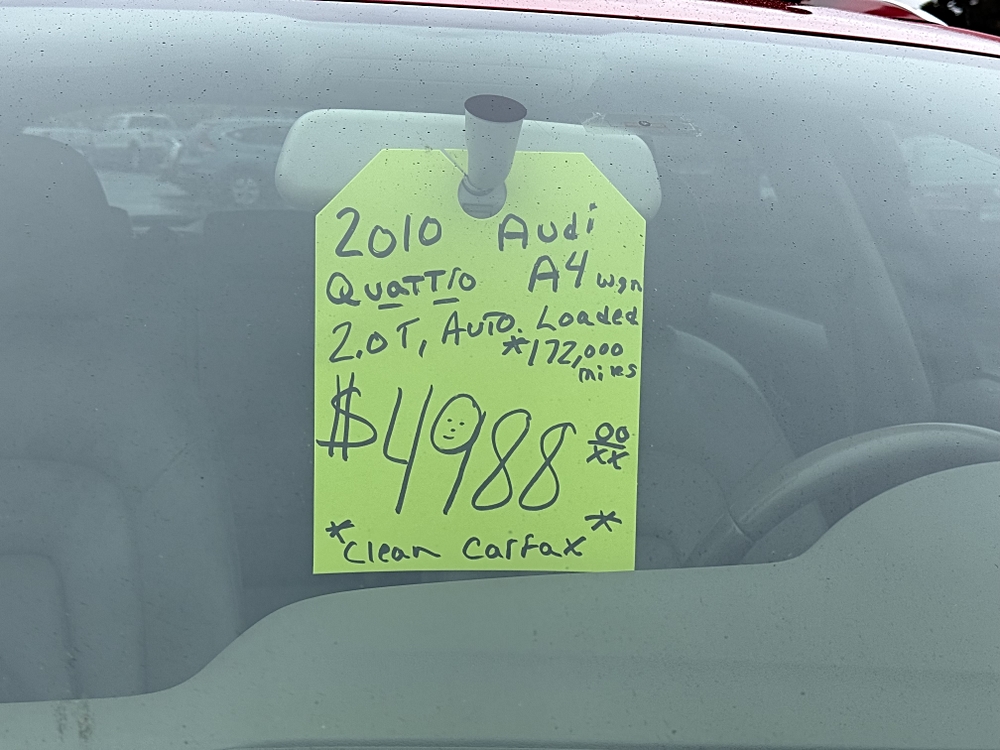 2010 Audi
Quattro A4 wgn
2.0T, Auto. Loaded
*172,000
miles
$4988 00/xx
*Clean Carfax*